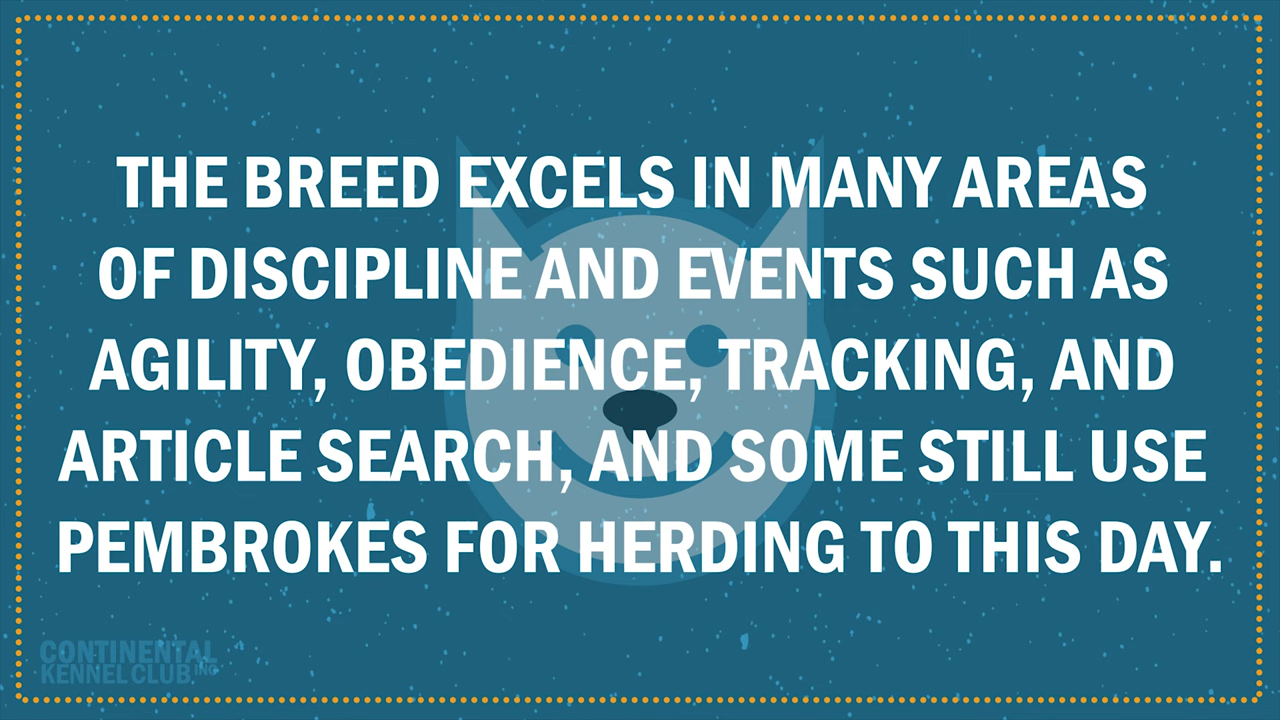 THE BREED EXCELS IN MANY AREAS
OF DISCIPLINE AND EVENTS SUCH AS
AGILITY, OBEDIENCE, TRACKING, AND
ARTICLE SEARCH, AND SOME STILL USE
PEMBROKES FOR HERDING TO THIS DAY.
CONTINENTAL
KENNEL CLUB INC